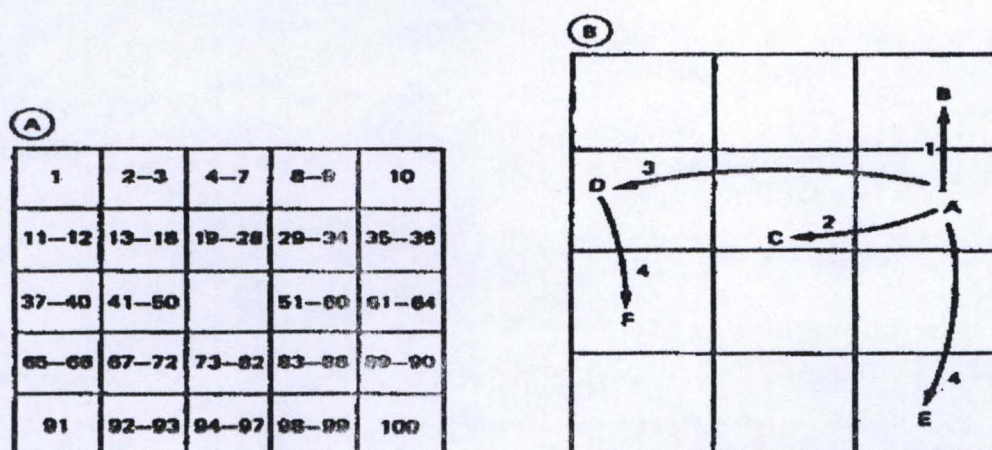 A
1 2–3 4–7 8–9 10
11–12 13–18 19–28 29–34 35–36
37–40 41–50 51–60 61–64
65–66 67–72 73–82 83–88 89–90
91 92–93 94–97 98–99 100
B
B
1
3
D
A
2
C
4
F
4
E